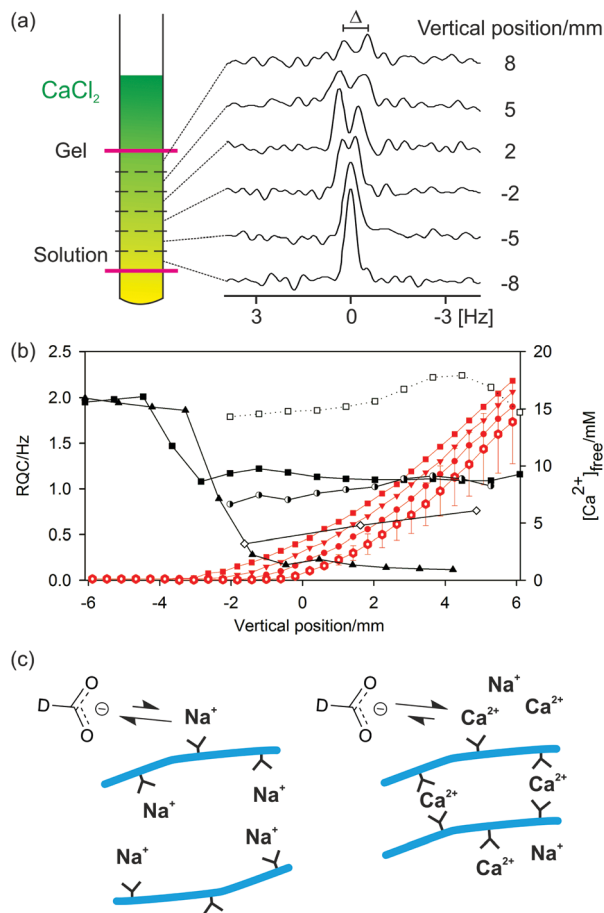 (a)
Δ
Vertical position/mm
CaCl₂
Gel
Solution
8
5
2
-2
-5
-8
3 0 -3 [Hz]
(b)
2.5
2.0
1.5
1.0
0.5
0.0
RQC/Hz
20
15
10
5
0
[Ca²⁺]free/mM
-6 -4 -2 0 2 4 6
Vertical position/mm
(c)
D O O ⊖
Na⁺
Na⁺
Na⁺
Na⁺
Na⁺
D O O ⊖
Na⁺
Ca²⁺ Ca²⁺
Ca²⁺ Ca²⁺
Ca²⁺ Na⁺